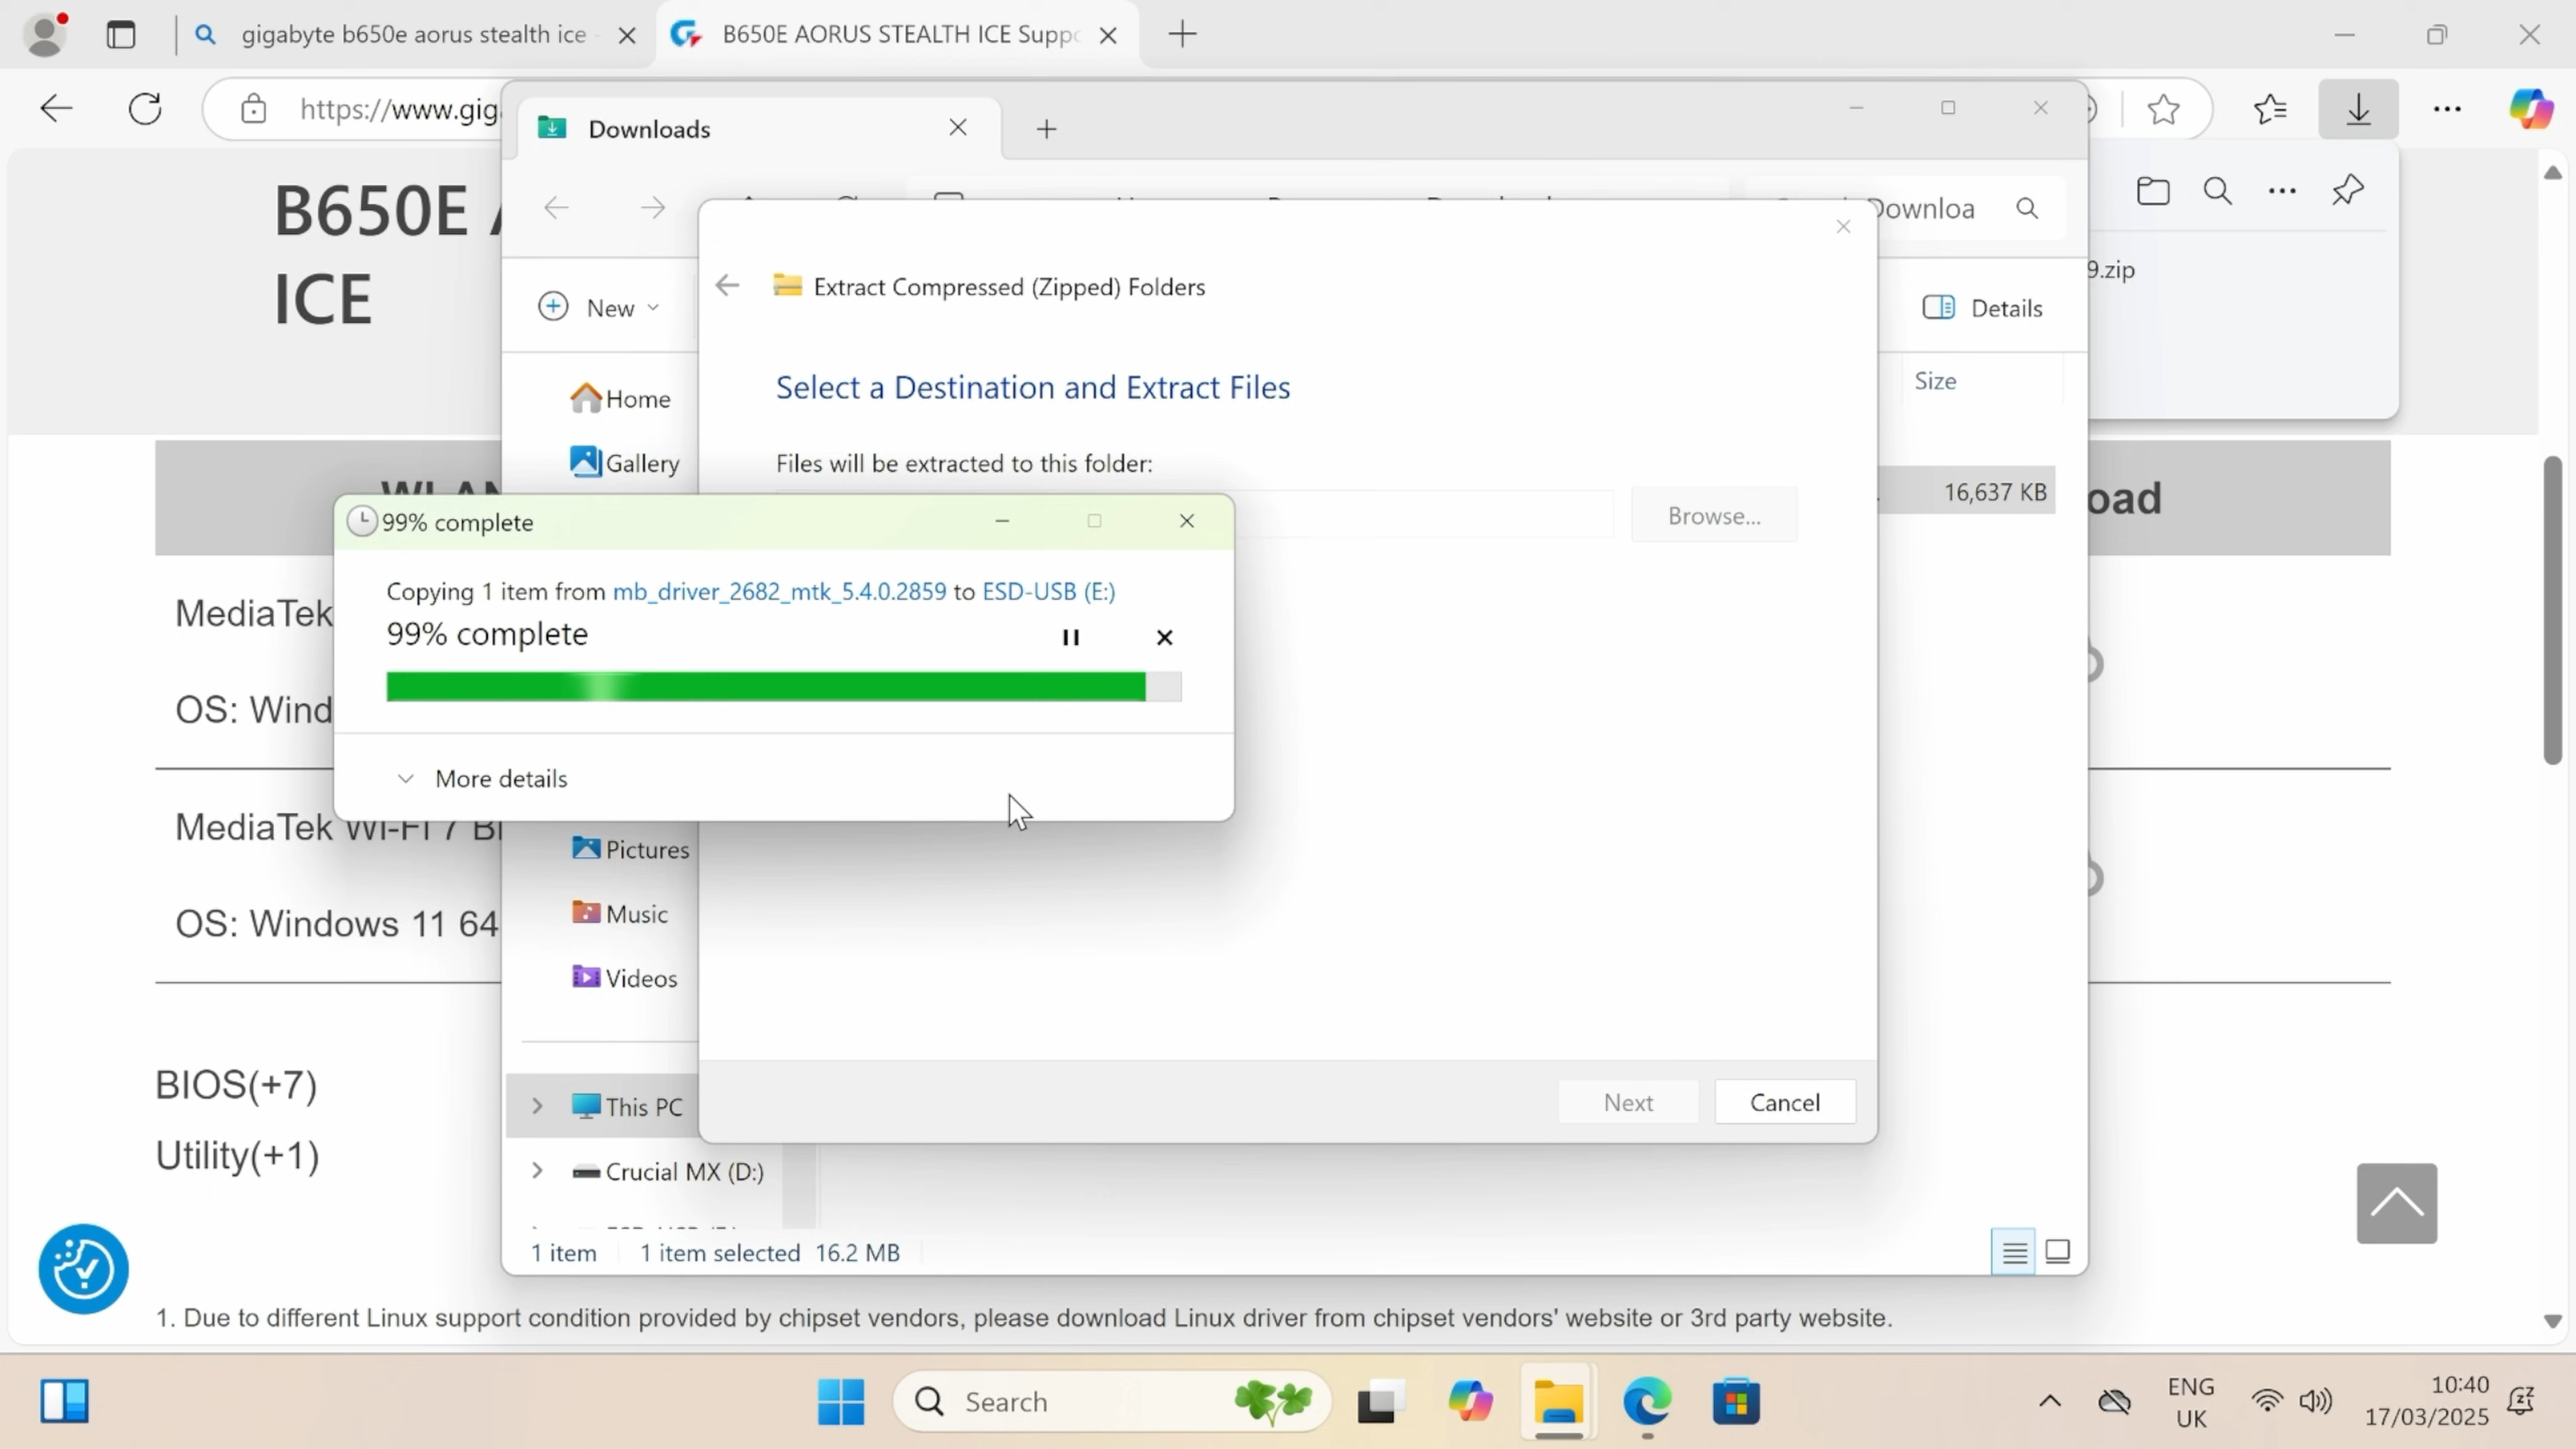 gigabyte b650e aorus stealth ice
B650E AORUS STEALTH ICE Suppo
https://www.gig
Downloads
Downloa
9.zip
B650E A
ICE
Extract Compressed (Zipped) Folders
New
Details
Select a Destination and Extract Files
Home
Size
Gallery
Files will be extracted to this folder:
16,637 KB
WLAN
oad
Browse...
99% complete
Copying 1 item from mb_driver_2682_mtk_5.4.0.2859 to ESD-USB (E:)
99% complete
MediaTek
OS: Wind
More details
MediaTek Wi-Fi 7 B
Pictures
OS: Windows 11 64
Music
Videos
BIOS(+7)
Next
Cancel
This PC
Utility(+1)
Crucial MX (D:)
1 item
1 item selected 16.2 MB
1. Due to different Linux support condition provided by chipset vendors, please download Linux driver from chipset vendors' website or 3rd party website.
Search
ENG
UK
10:40
17/03/2025